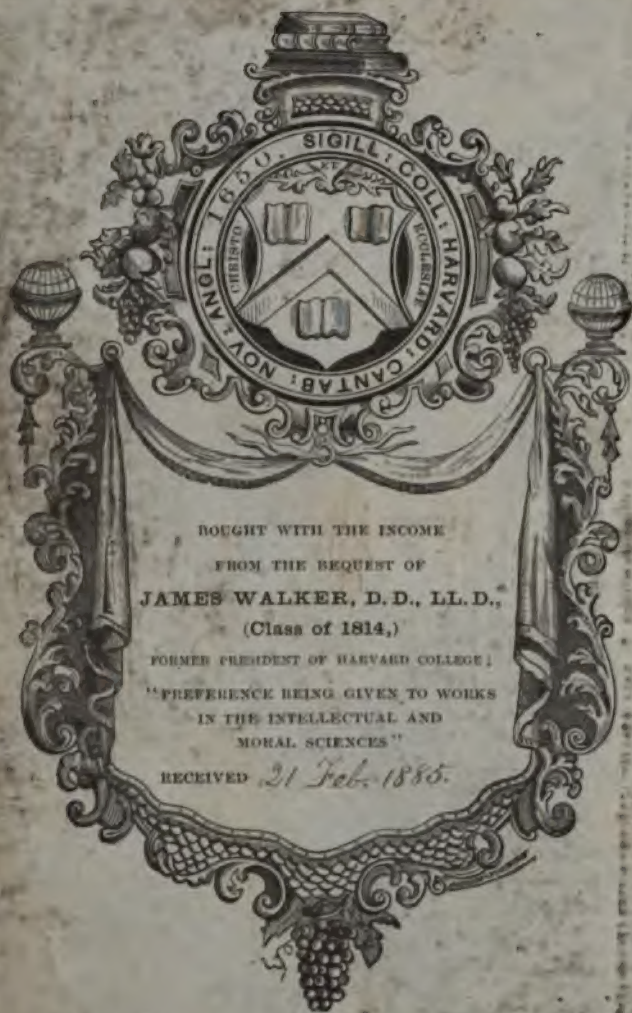 SIGILL: COLL: HARVARD: CANTAB: NOV: ANGL: 1650.
CHRISTO
ECCLESIAE
BOUGHT WITH THE INCOME
FROM THE BEQUEST OF
JAMES WALKER, D.D., LL.D.,
(Class of 1814,)
FORMER PRESIDENT OF HARVARD COLLEGE;
"PREFERENCE BEING GIVEN TO WORKS
IN THE INTELLECTUAL AND
MORAL SCIENCES"
RECEIVED 21 Feb. 1885.